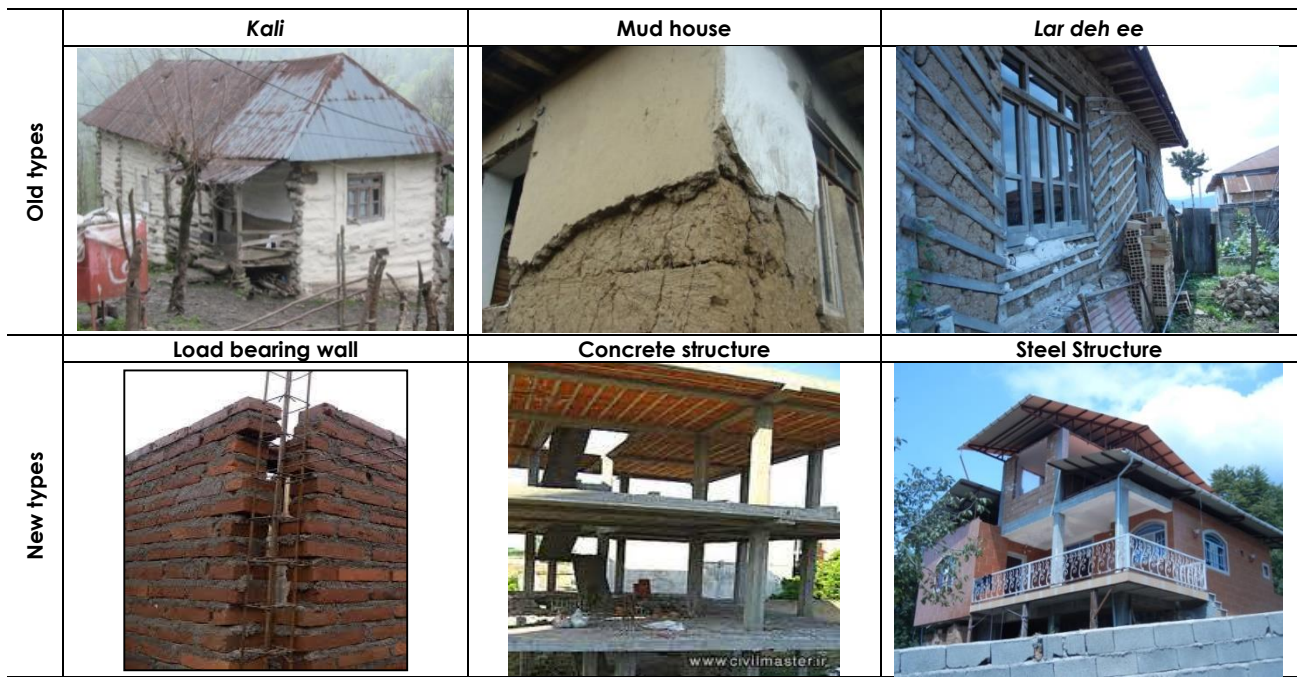 Kali
Mud house
Lar deh ee
Old types
Load bearing wall
Concrete structure
Steel Structure
New types
www.civilmaster.ir